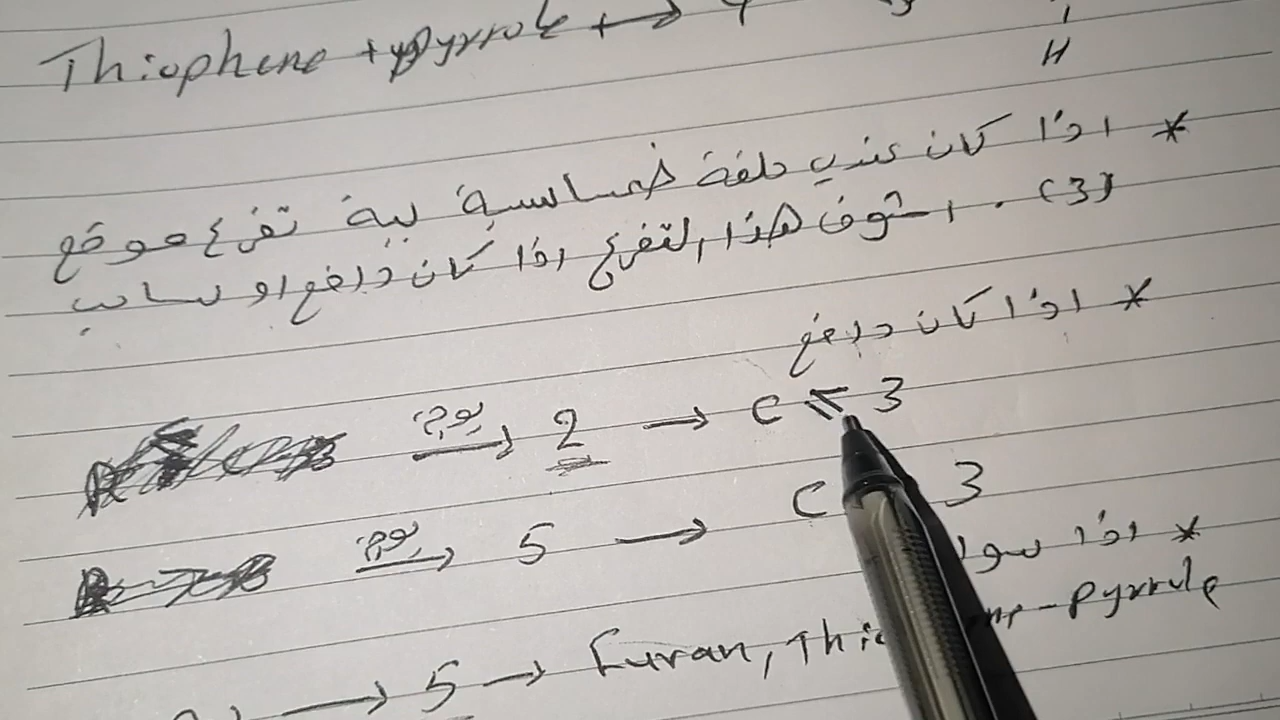 Thiophene + pyrrole + →
H
* اذا كان عندي حلقة خماسية بية تفرع موقع
(3) . اشوف هذا التفرع اذا كان دافع او ساحب
* اذا كان دافع
C = 3 → 2 يوجه →
C 3 → 5 يوجه →
* اذا
→ 5 → Furan, Thi - pyrrole